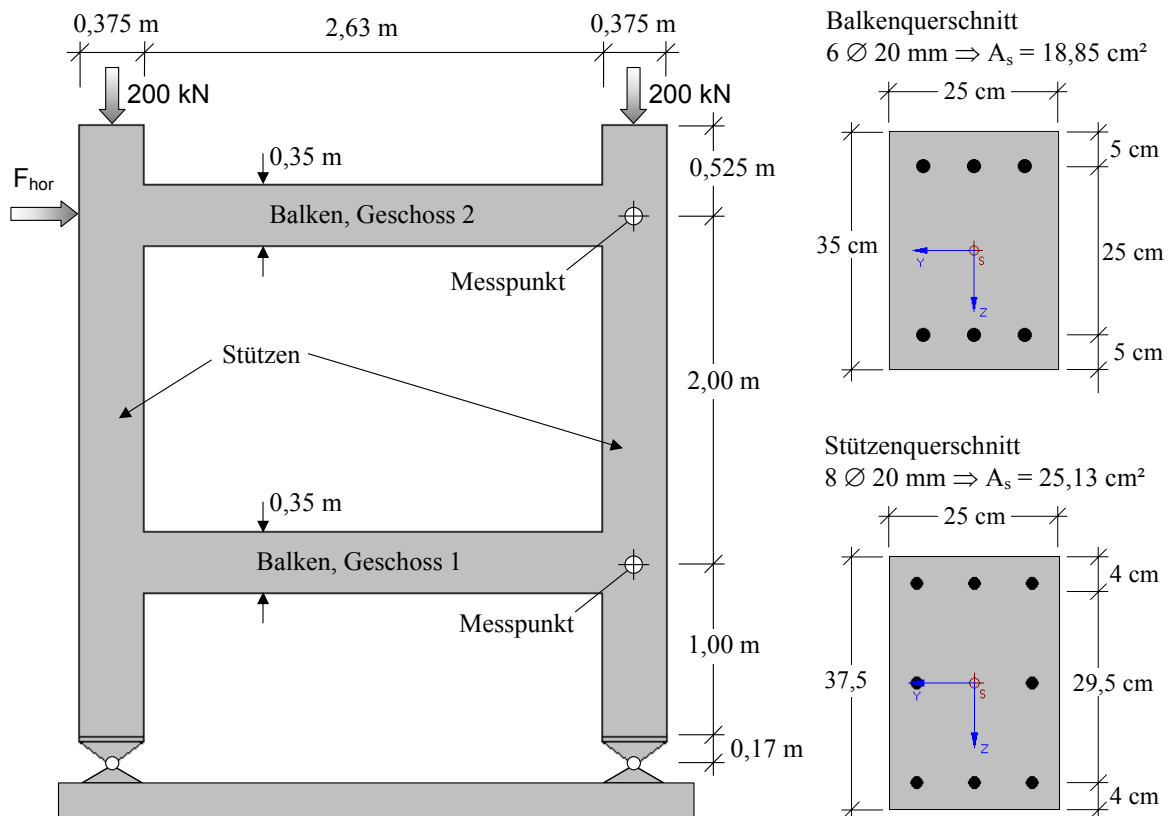 0,375 m
2,63 m
0,375 m
200 kN
200 kN
0,35 m
0,525 m
F_hor
Balken, Geschoss 2
Messpunkt
Stützen
2,00 m
0,35 m
Balken, Geschoss 1
Messpunkt
1,00 m
0,17 m
Balkenquerschnitt
6 ∅ 20 mm ⇒ A_s = 18,85 cm²
25 cm
5 cm
35 cm
Y
S
Z
25 cm
5 cm
Stützenquerschnitt
8 ∅ 20 mm ⇒ A_s = 25,13 cm²
25 cm
4 cm
37,5
Y
S
Z
29,5 cm
4 cm